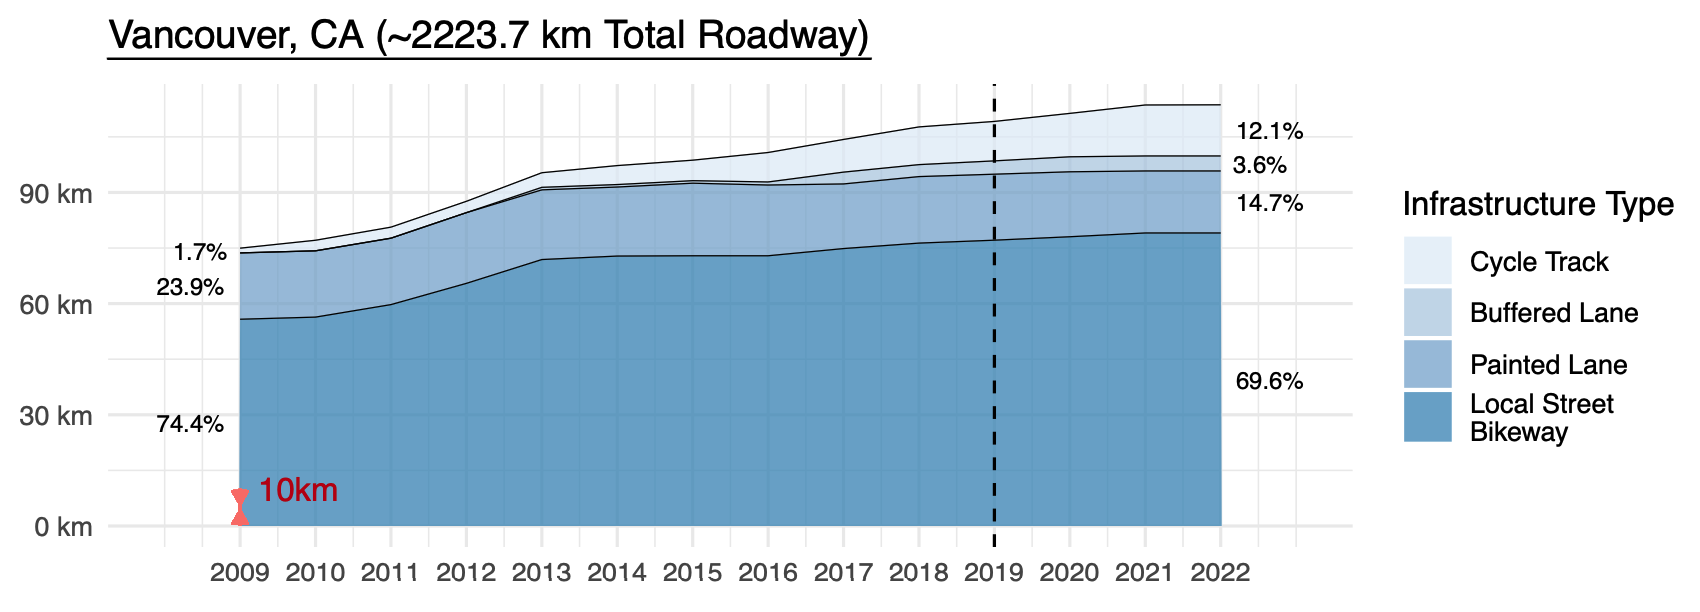 Vancouver, CA (~2223.7 km Total Roadway)
90 km
60 km
30 km
0 km
1.7%
23.9%
74.4%
10km
12.1%
3.6%
14.7%
69.6%
2009 2010 2011 2012 2013 2014 2015 2016 2017 2018 2019 2020 2021 2022
Infrastructure Type
Cycle Track
Buffered Lane
Painted Lane
Local Street
Bikeway